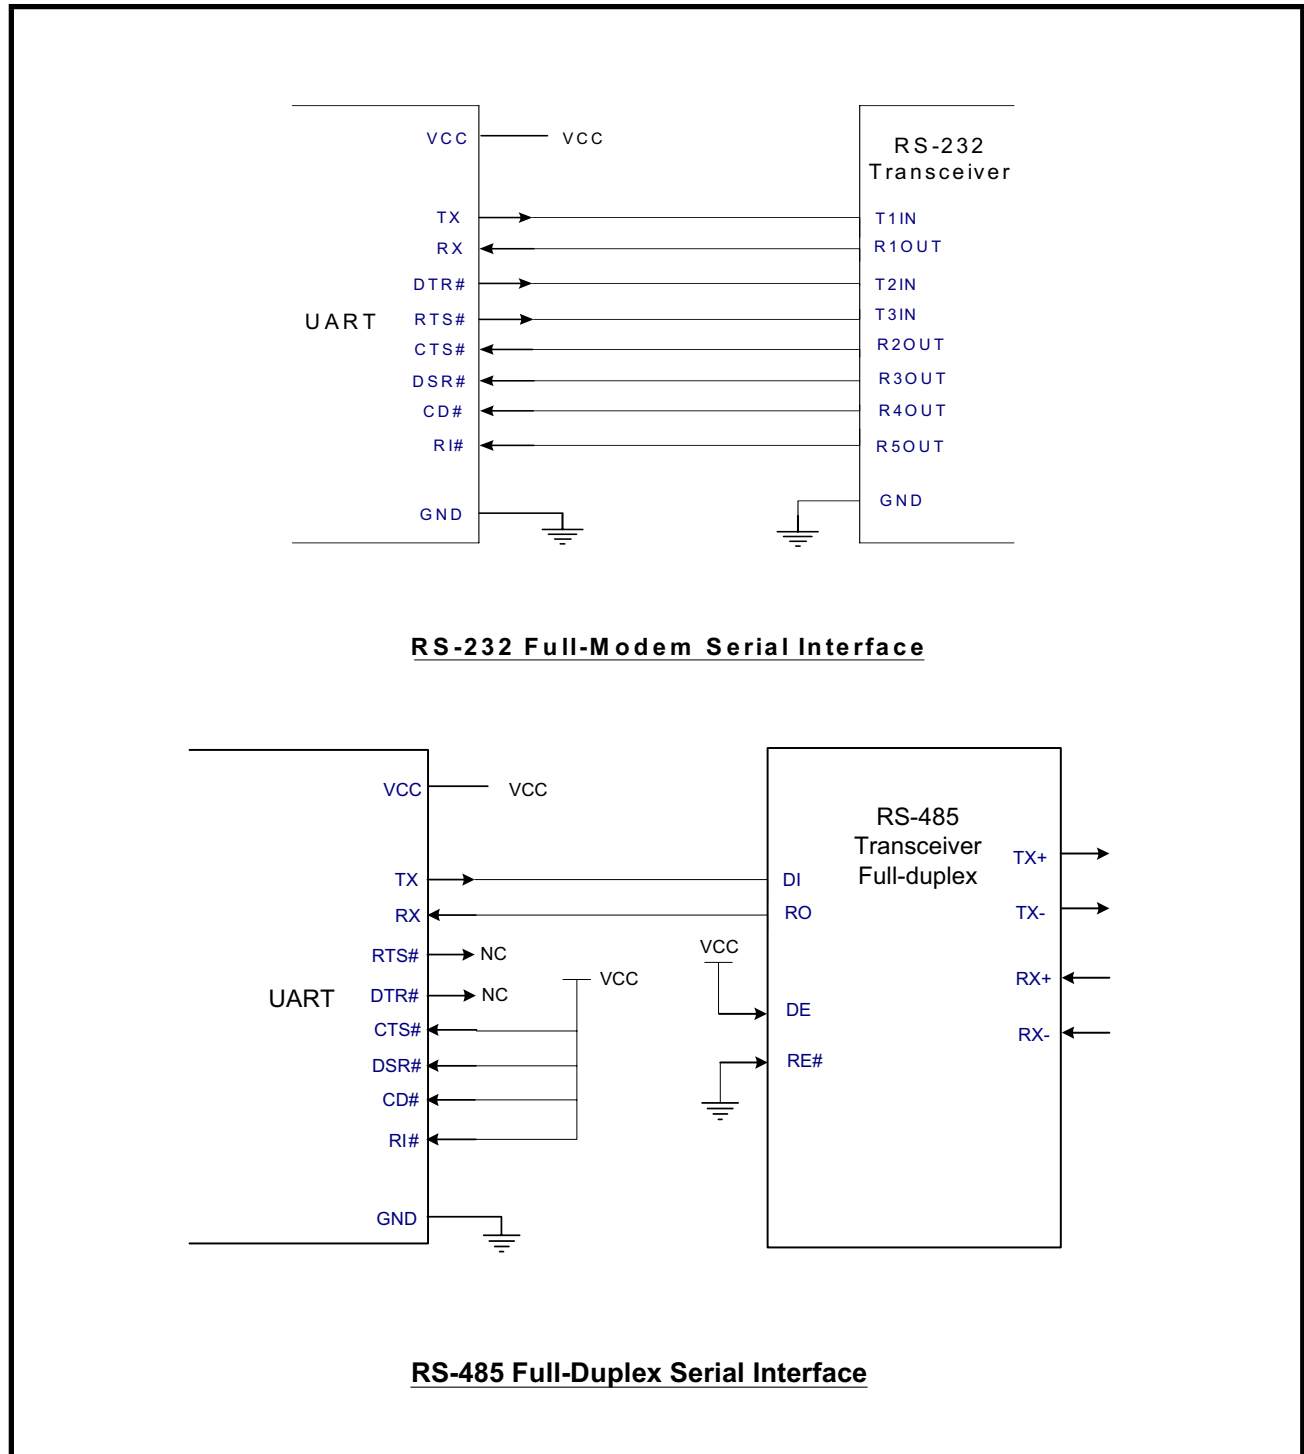 VCC
VCC
RS-232
Transceiver
TX
T1IN
RX
R1OUT
DTR#
T2IN
UART
RTS#
T3IN
CTS#
R2OUT
DSR#
R3OUT
CD#
R4OUT
RI#
R5OUT
GND
GND
RS-232 Full-Modem Serial Interface
VCC
VCC
RS-485
Transceiver
Full-duplex
TX+
TX
DI
RX
RO
TX-
RTS#
NC
VCC
VCC
RX+
UART
DTR#
NC
DE
CTS#
RX-
DSR#
RE#
CD#
RI#
GND
RS-485 Full-Duplex Serial Interface